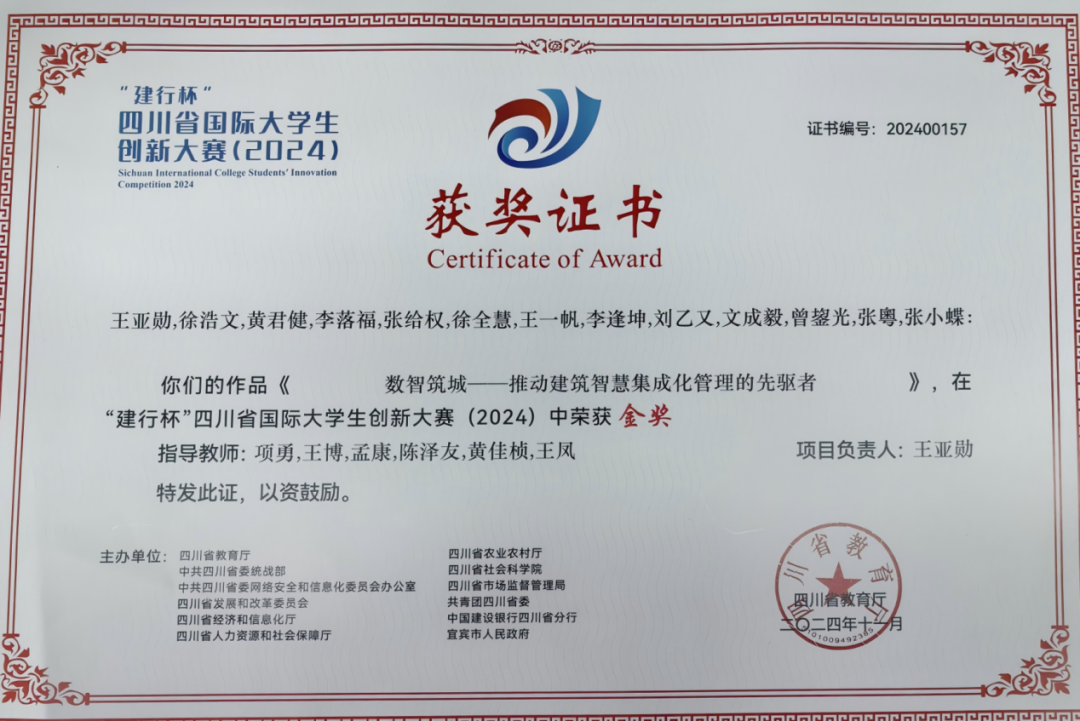 “建行杯”
四川省国际大学生
创新大赛(2024)
Sichuan International College Students' Innovation
Competition 2024
证书编号：202400157
获奖证书
Certificate of Award
王亚勋,徐浩文,黄君健,李落福,张给权,徐全慧,王一帆,李逢坤,刘乙又,文成毅,曾鋆光,张粤,张小蝶:
你们的作品《 数智筑城——推动建筑智慧集成化管理的先驱者 》，在
“建行杯”四川省国际大学生创新大赛（2024）中荣获 金奖
指导教师: 项勇,王博,孟康,陈泽友,黄佳桢,王凤 项目负责人: 王亚勋
特发此证，以资鼓励。
主办单位： 四川省教育厅 四川省农业农村厅
中共四川省委统战部 四川省社会科学院
中共四川省委网络安全和信息化委员会办公室 四川省市场监督管理局
四川省发展和改革委员会 共青团四川省委
四川省经济和信息化厅 中国建设银行四川省分行
四川省人力资源和社会保障厅 宜宾市人民政府
四川省教育厅
四川省教育厅
二〇二四年十一月